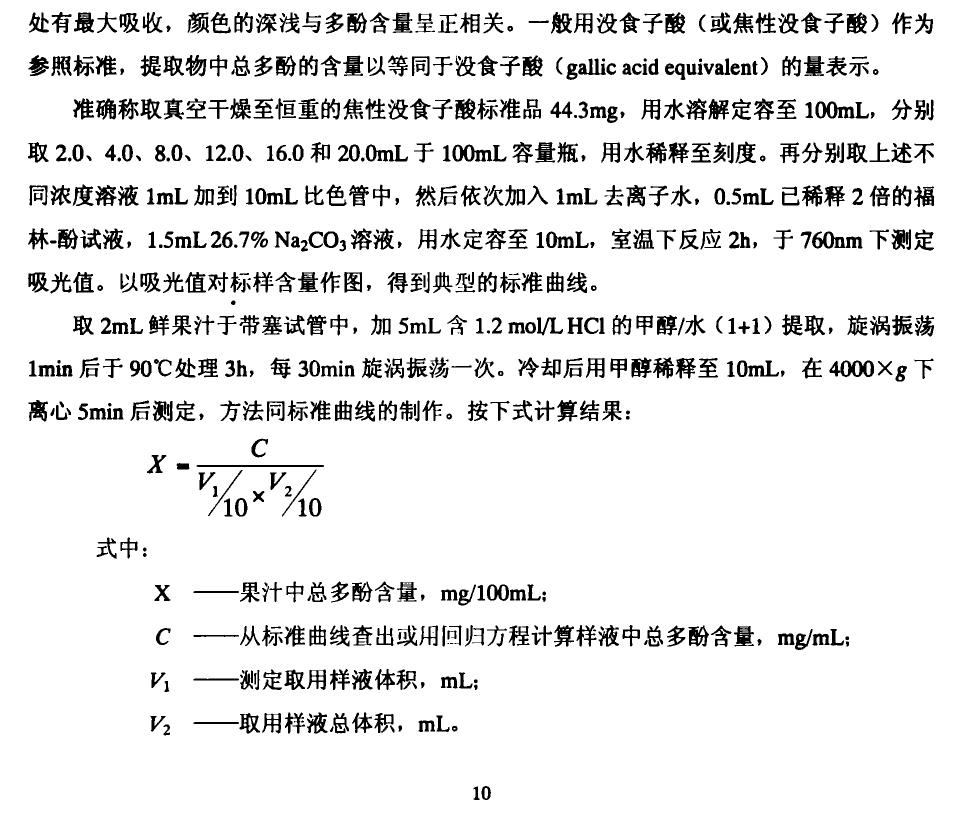 处有最大吸收，颜色的深浅与多酚含量呈正相关。一般用没食子酸（或焦性没食子酸）作为
参照标准，提取物中总多酚的含量以等同于没食子酸（gallic acid equivalent）的量表示。
准确称取真空干燥至恒重的焦性没食子酸标准品 44.3mg，用水溶解定容至 100mL，分别
取 2.0、4.0、8.0、12.0、16.0 和 20.0mL 于 100mL 容量瓶，用水稀释至刻度。再分别取上述不
同浓度溶液 1mL 加到 10mL 比色管中，然后依次加入 1mL 去离子水，0.5mL 已稀释 2 倍的福
林-酚试液，1.5mL 26.7% Na₂CO₃ 溶液，用水定容至 10mL，室温下反应 2h，于 760nm 下测定
吸光值。以吸光值对标样含量作图，得到典型的标准曲线。
取 2mL 鲜果汁于带塞试管中，加 5mL 含 1.2 mol/L HCl 的甲醇/水（1+1）提取，旋涡振荡
1min 后于 90℃处理 3h，每 30min 旋涡振荡一次。冷却后用甲醇稀释至 10mL，在 4000×g 下
离心 5min 后测定，方法同标准曲线的制作。按下式计算结果：
X = C / (V₁/10 × V₂/10)
式中：
X ——果汁中总多酚含量，mg/100mL;
C ——从标准曲线查出或用回归方程计算样液中总多酚含量，mg/mL;
V₁ ——测定取用样液体积，mL;
V₂ ——取用样液总体积，mL。
10